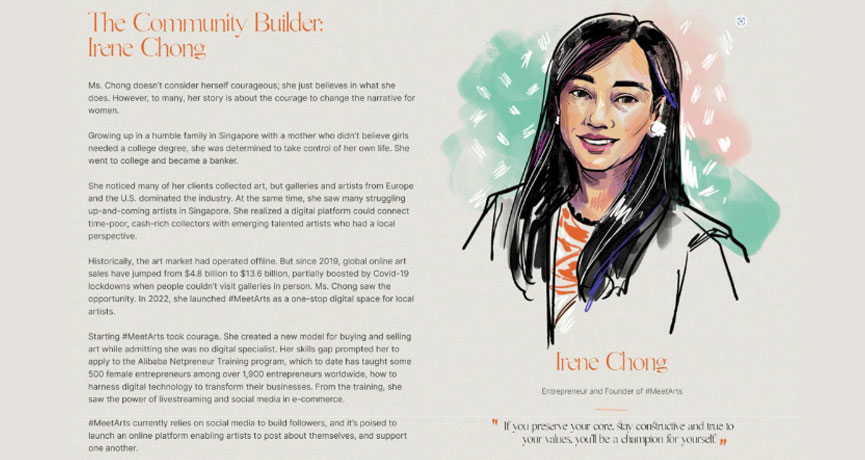 The Community Builder:
Irene Chong
Ms. Chong doesn't consider herself courageous; she just believes in what she
does. However, to many, her story is about the courage to change the narrative for
women.
Growing up in a humble family in Singapore with a mother who didn't believe girls
needed a college degree, she was determined to take control of her own life. She
went to college and became a banker.
She noticed many of her clients collected art, but galleries and artists from Europe
and the U.S. dominated the industry. At the same time, she saw many struggling
up-and-coming artists in Singapore. She realized a digital platform could connect
time-poor, cash-rich collectors with emerging talented artists who had a local
perspective.
Historically, the art market had operated offline. But since 2019, global online art
sales have jumped from $4.8 billion to $13.6 billion, partially boosted by Covid-19
lockdowns when people couldn't visit galleries in person. Ms. Chong saw the
opportunity. In 2022, she launched #MeetArts as a one-stop digital space for local
artists.
Starting #MeetArts took courage. She created a new model for buying and selling
art while admitting she was no digital specialist. Her skills gap prompted her to
apply to the Alibaba Netpreneur Training program, which to date has taught some
500 female entrepreneurs among over 1,900 entrepreneurs worldwide, how to
harness digital technology to transform their businesses. From the training, she
saw the power of livestreaming and social media in e-commerce.
#MeetArts currently relies on social media to build followers, and it's poised to
launch an online platform enabling artists to post about themselves, and support
one another.
Irene Chong
Entrepreneur and Founder of #MeetArts
" If you preserve your core, stay constructive and true to
your values, you'll be a champion for yourself. "